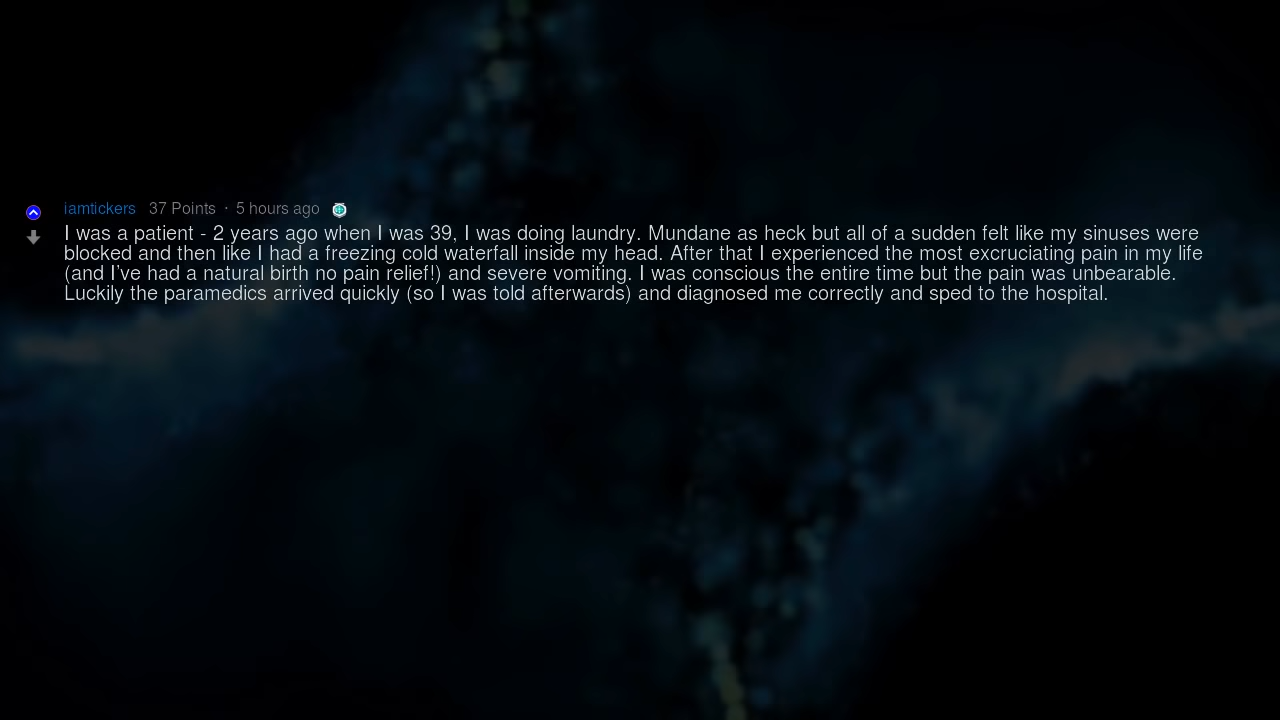 iamtickers 37 Points · 5 hours ago
I was a patient - 2 years ago when I was 39, I was doing laundry. Mundane as heck but all of a sudden felt like my sinuses were
blocked and then like I had a freezing cold waterfall inside my head. After that I experienced the most excruciating pain in my life
(and I've had a natural birth no pain relief!) and severe vomiting. I was conscious the entire time but the pain was unbearable.
Luckily the paramedics arrived quickly (so I was told afterwards) and diagnosed me correctly and sped to the hospital.